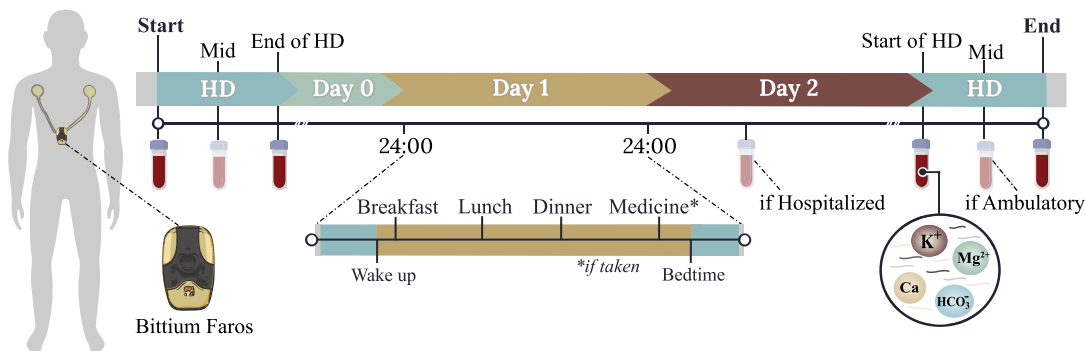 Start
Mid
End of HD
Start of HD
Mid
End
HD
Day 0
Day 1
Day 2
HD
24:00
24:00
if Hospitalized
if Ambulatory
Breakfast
Lunch
Dinner
Medicine*
*if taken
Wake up
Bedtime
K⁺
Mg²⁺
Ca
HCO₃⁻
Bittium Faros